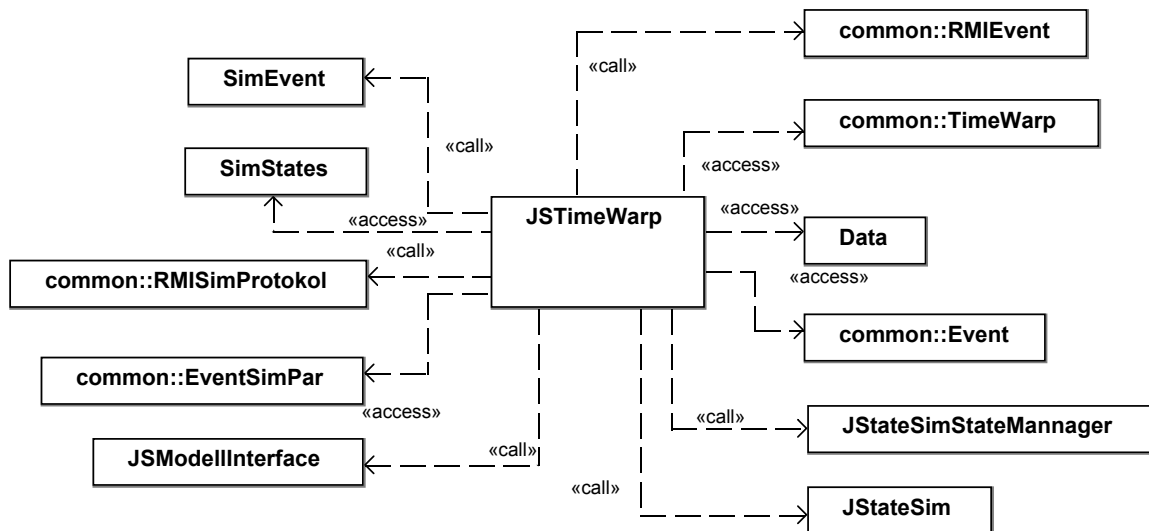 common::RMIEvent
«call»
SimEvent
common::TimeWarp
«call»
SimStates
«access»
JSTimeWarp
«access»
«access»
Data
«call»
common::RMISimProtokol
«access»
common::Event
common::EventSimPar
«access»
«call»
JStateSimStateMannager
JSModellInterface
«call»
«call»
JStateSim